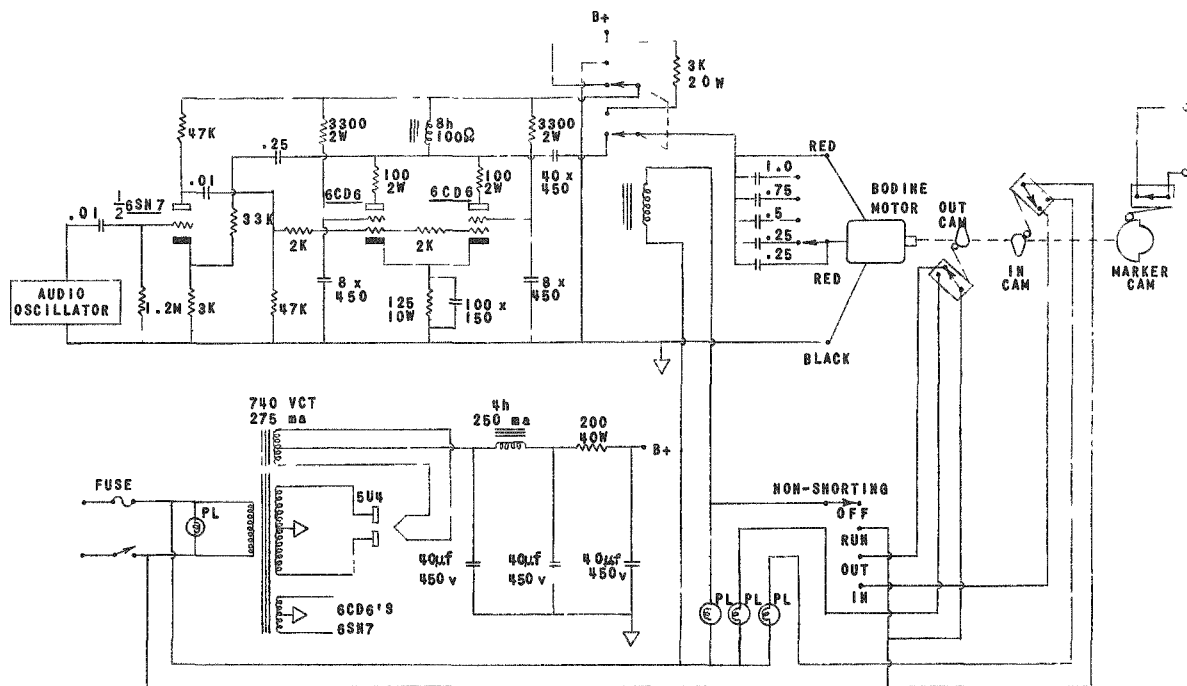 B+
3K
20W
47K
3300
2W
8h
100Ω
3300
2W
.25
40 x
450
RED
1.0
.75
.5
.25
.25
RED
BODINE
MOTOR
OUT
CAM
IN
CAM
MARKER
CAM
.01
½ 6SN7
.01
33K
100
2W
6CD6
100
2W
6CD6
2K
2K
AUDIO
OSCILLATOR
1.2M
3K
47K
8 x
450
125
10W
100 x
150
8 x
450
BLACK
740 VCT
275 ma
4h
250 ma
200
40W
B+
FUSE
PL
5U4
40µf
450v
40µf
450v
40µf
450v
6CD6'S
6SN7
NON-SHORTING
OFF
RUN
OUT
IN
PL
PL
PL